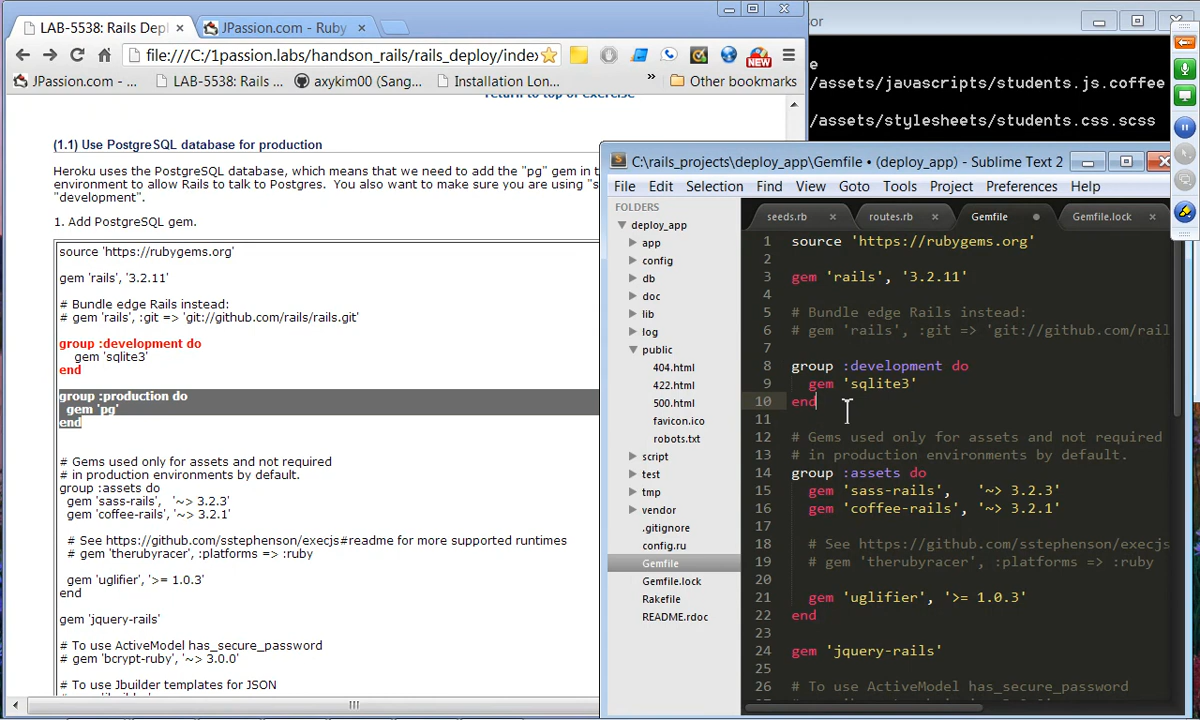 LAB-5538: Rails Dep
JPassion.com - Ruby
file:///C:/1passion.labs/handson_rails/rails_deploy/index
NEW
JPassion.com - ...
LAB-5538: Rails ...
axykim00 (Sang...
Installation Lon...
»
Other bookmarks
return to top of exercise
(1.1) Use PostgreSQL database for production
Heroku uses the PostgreSQL database, which means that we need to add the "pg" gem in t
environment to allow Rails to talk to Postgres.  You also want to make sure you are using "s
"development".
1. Add PostgreSQL gem.
source 'https://rubygems.org'
gem 'rails', '3.2.11'
# Bundle edge Rails instead:
# gem 'rails', :git => 'git://github.com/rails/rails.git'
group :development do
gem 'sqlite3'
end
group :production do
gem 'pg'
end
# Gems used only for assets and not required
# in production environments by default.
group :assets do
gem 'sass-rails',   '~> 3.2.3'
gem 'coffee-rails', '~> 3.2.1'
# See https://github.com/sstephenson/execjs#readme for more supported runtimes
# gem 'therubyracer', :platforms => :ruby
gem 'uglifier', '>= 1.0.3'
end
gem 'jquery-rails'
# To use ActiveModel has_secure_password
# gem 'bcrypt-ruby', '~> 3.0.0'
# To use Jbuilder templates for JSON
or
e
/assets/javascripts/students.js.coffee
/assets/stylesheets/students.css.scss
C:\rails_projects\deploy_app\Gemfile • (deploy_app) - Sublime Text 2
File Edit Selection Find View Goto Tools Project Preferences Help
FOLDERS
deploy_app
app
config
db
doc
lib
log
public
404.html
422.html
500.html
favicon.ico
robots.txt
script
test
tmp
vendor
.gitignore
config.ru
Gemfile
Gemfile.lock
Rakefile
README.rdoc
seeds.rb
routes.rb
Gemfile
Gemfile.lock
1 source 'https://rubygems.org'
2
3 gem 'rails', '3.2.11'
4
5 # Bundle edge Rails instead:
6 # gem 'rails', :git => 'git://github.com/rail
7
8 group :development do
9 gem 'sqlite3'
10 end
11
12 # Gems used only for assets and not required
13 # in production environments by default.
14 group :assets do
15 gem 'sass-rails',   '~> 3.2.3'
16 gem 'coffee-rails', '~> 3.2.1'
17
18 # See https://github.com/sstephenson/execjs
19 # gem 'therubyracer', :platforms => :ruby
20
21 gem 'uglifier', '>= 1.0.3'
22 end
23
24 gem 'jquery-rails'
25
26 # To use ActiveModel has_secure_password
27 # gem 'bcrypt-ruby', '~> 3.0.0'